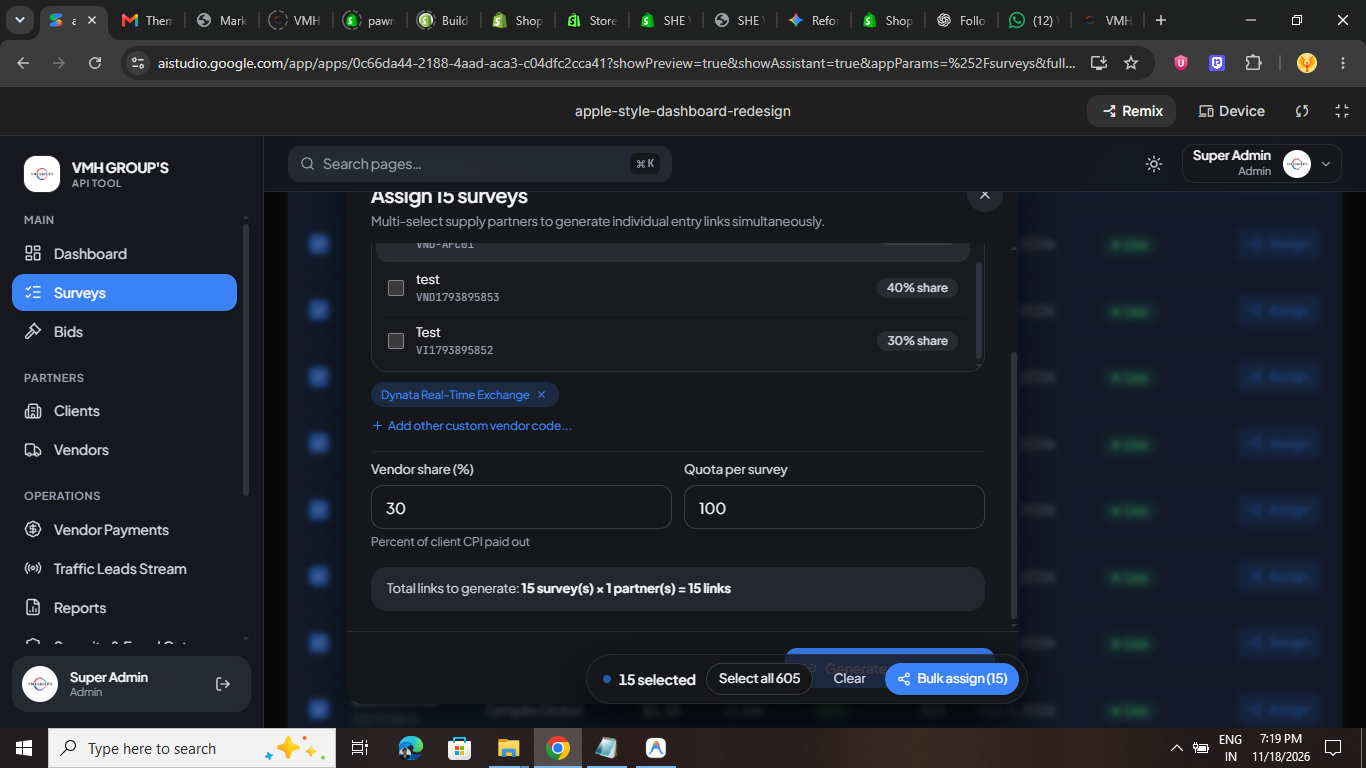 a
Them
Mark
VMH
pawn
Build
Shop
Store
SHE
SHE
Refor
Shop
Follo
(12)
VMH
aistudio.google.com/app/apps/0c66da44-2188-4aad-aca3-c04dfc2cca41?showPreview=true&showAssistant=true&appParams=%252Fsurveys&full...
apple-style-dashboard-redesign
Remix
Device
VMH GROUP'S
API TOOL
Search pages...
⌘ K
Super Admin
Admin
MAIN
Dashboard
Surveys
Bids
PARTNERS
Clients
Vendors
OPERATIONS
Vendor Payments
Traffic Leads Stream
Reports
Super Admin
Admin
Assign 15 surveys
Multi-select supply partners to generate individual entry links simultaneously.
test
VND1793895853
40% share
Test
VI1793895852
30% share
Dynata Real-Time Exchange ×
+ Add other custom vendor code...
Vendor share (%)
Quota per survey
30
100
Percent of client CPI paid out
Total links to generate: 15 survey(s) × 1 partner(s) = 15 links
Generate
15 selected
Select all 605
Clear
Bulk assign (15)
Type here to search
ENG
IN
7:19 PM
11/18/2026